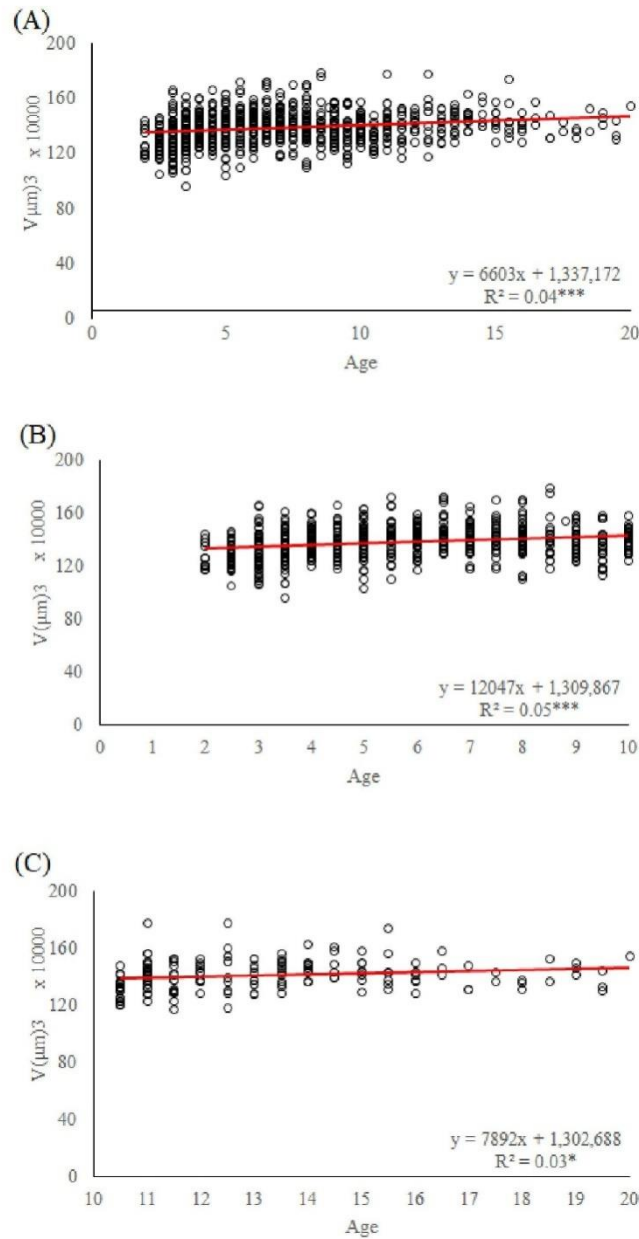 (A)
200
160
120
80
40
0
Vμm)3 x 10000
y = 6603x + 1,337,172
R² = 0.04***
0 5 10 15 20
Age
(B)
200
160
120
80
40
0
V(μm)3 x 10000
y = 12047x + 1,309,867
R² = 0.05***
0 1 2 3 4 5 6 7 8 9 10
Age
(C)
200
160
120
80
40
0
V(μm)3 x 10000
y = 7892x + 1,302,688
R² = 0.03*
10 11 12 13 14 15 16 17 18 19 20
Age